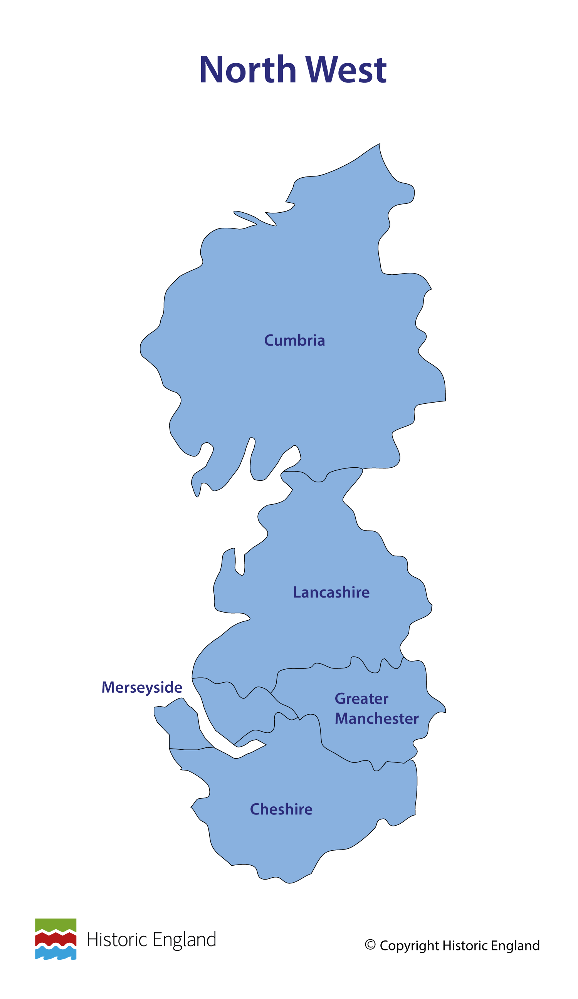 North West
Cumbria
Lancashire
Merseyside
Greater
Manchester
Cheshire
Historic England
© Copyright Historic England